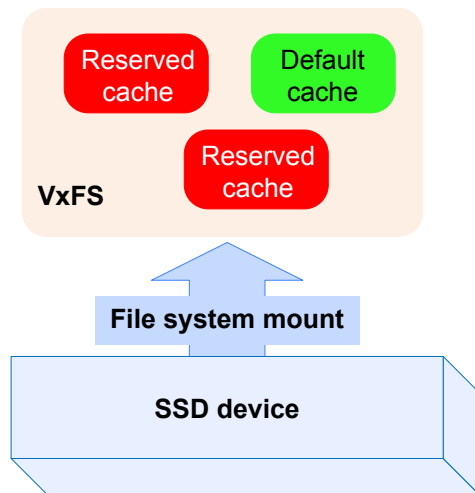 Reserved
cache
Default
cache
Reserved
cache
VxFS
File system mount
SSD device